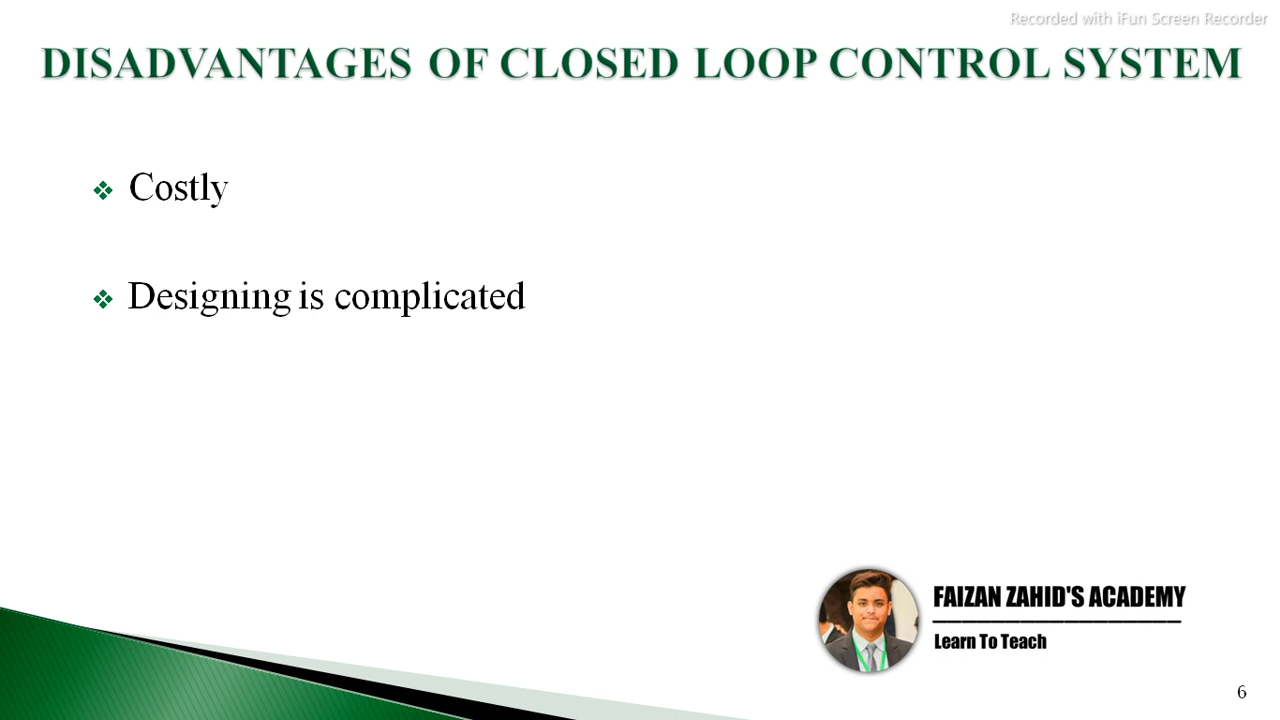 Recorded with iFun Screen Recorder
DISADVANTAGES OF CLOSED LOOP CONTROL SYSTEM
Costly
Designing is complicated
FAIZAN ZAHID'S ACADEMY
Learn To Teach
6